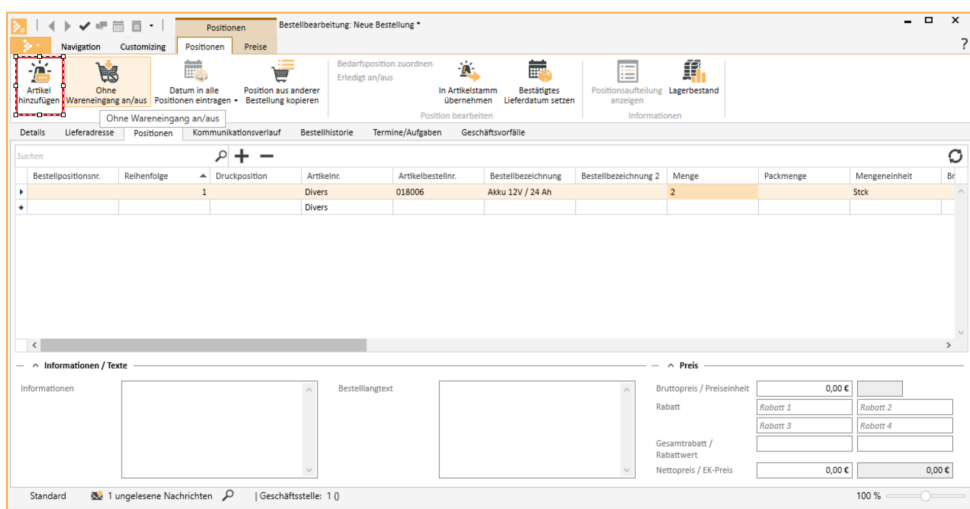 Positionen
Bestellbearbeitung: Neue Bestellung *
Navigation Customizing Positionen Preise ?
Artikel hinzufügen
Ohne Wareneingang an/aus
Datum in alle Positionen eintragen
Position aus anderer Bestellung kopieren
Bedarfsposition zuordnen
Erledigt an/aus
In Artikelstamm übernehmen
Bestätigtes Lieferdatum setzen
Positionsaufteilung anzeigen
Lagerbestand
Position bearbeiten
Informationen
Ohne Wareneingang an/aus
Details Lieferadresse Positionen Kommunikationsverlauf Bestellhistorie Termine/Aufgaben Geschäftsvorfälle
Suchen
Bestellpositionsnr. Reihenfolge Druckposition Artikelnr. Artikelbestellnr. Bestellbezeichnung Bestellbezeichnung 2 Menge Packmenge Mengeneinheit Br
1 Divers 018006 Akku 12V / 24 Ah 2 Stck
Divers
Informationen / Texte
Preis
Informationen
Bestelllangtext
Bruttopreis / Preiseinheit 0,00 €
Rabatt Rabatt 1 Rabatt 2
Rabatt 3 Rabatt 4
Gesamtrabatt /
Rabattwert
Nettopreis / EK-Preis 0,00 € 0,00 €
Standard 1 ungelesene Nachrichten | Geschäftsstelle: 1 () 100 %